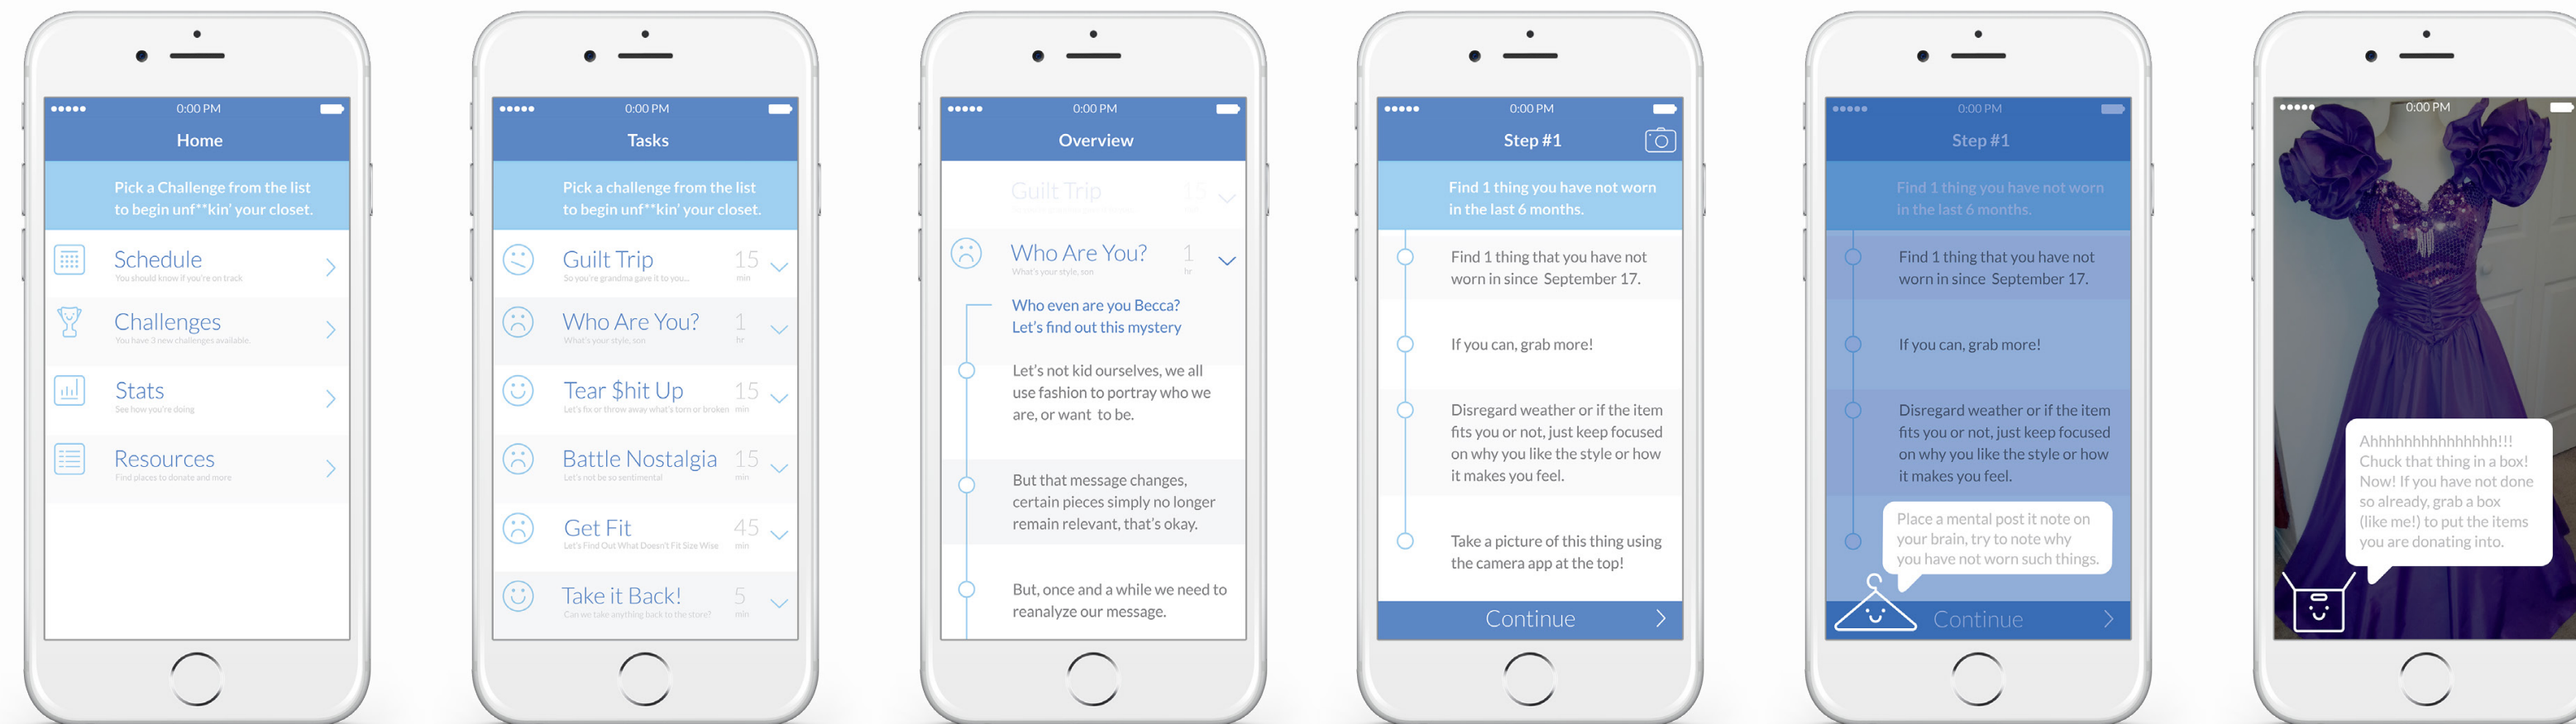 0:00 PM
Home
Pick a Challenge from the list
to begin unf**kin' your closet.
Schedule
You should know if you're on track
Challenges
You have 3 new challenges available.
Stats
See how you're doing
Resources
Find places to donate and more
0:00 PM
Tasks
Pick a challenge from the list
to begin unf**kin' your closet.
Guilt Trip
15
So you're grandma gave it to you...
min
Who Are You?
1
What's your style, son
hr
Tear $hit Up
15
Let's fix or throw away what's torn or broken
min
Battle Nostalgia
15
Let's not be so sentimental
min
Get Fit
45
Let's Find Out What Doesn't Fit Size Wise
min
Take it Back!
5
Can we take anything back to the store?
min
0:00 PM
Overview
Guilt Trip
15
Who Are You?
1
What's your style, son
hr
Who even are you Becca?
Let's find out this mystery
Let's not kid ourselves, we all
use fashion to portray who we
are, or want to be.
But that message changes,
certain pieces simply no longer
remain relevant, that's okay.
But, once and a while we need to
reanalyze our message.
0:00 PM
Step #1
Find 1 thing you have not worn
in the last 6 months.
Find 1 thing that you have not
worn in since September 17.
If you can, grab more!
Disregard weather or if the item
fits you or not, just keep focused
on why you like the style or how
it makes you feel.
Take a picture of this thing using
the camera app at the top!
Continue
0:00 PM
Step #1
Find 1 thing you have not worn
in the last 6 months.
Find 1 thing that you have not
worn in since September 17.
If you can, grab more!
Disregard weather or if the item
fits you or not, just keep focused
on why you like the style or how
it makes you feel.
Place a mental post it note on
your brain, try to note why
you have not worn such things.
Continue
0:00 PM
Ahhhhhhhhhhhhhhh!!!
Chuck that thing in a box!
Now! If you have not done
so already, grab a box
(like me!) to put the items
you are donating into.